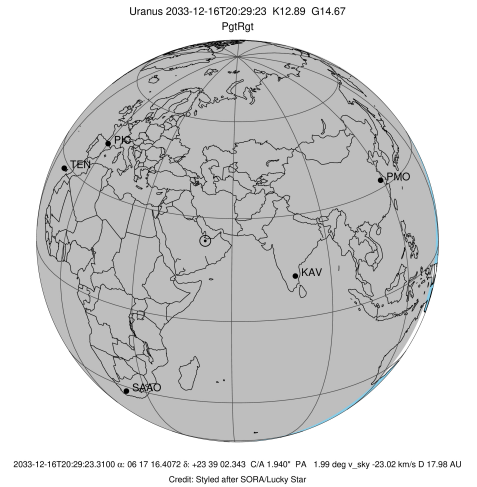 Uranus 2033-12-16T20:29:23 K12.89 G14.67
PgtRgt
PIC
TEN
PMO
KAV
SAAO
2033-12-16T20:29:23.3100 α: 06 17 16.4072 δ: +23 39 02.343 C/A 1.940" PA 1.99 deg v_sky -23.02 km/s D 17.98 AU
Credit: Styled after SORA/Lucky Star